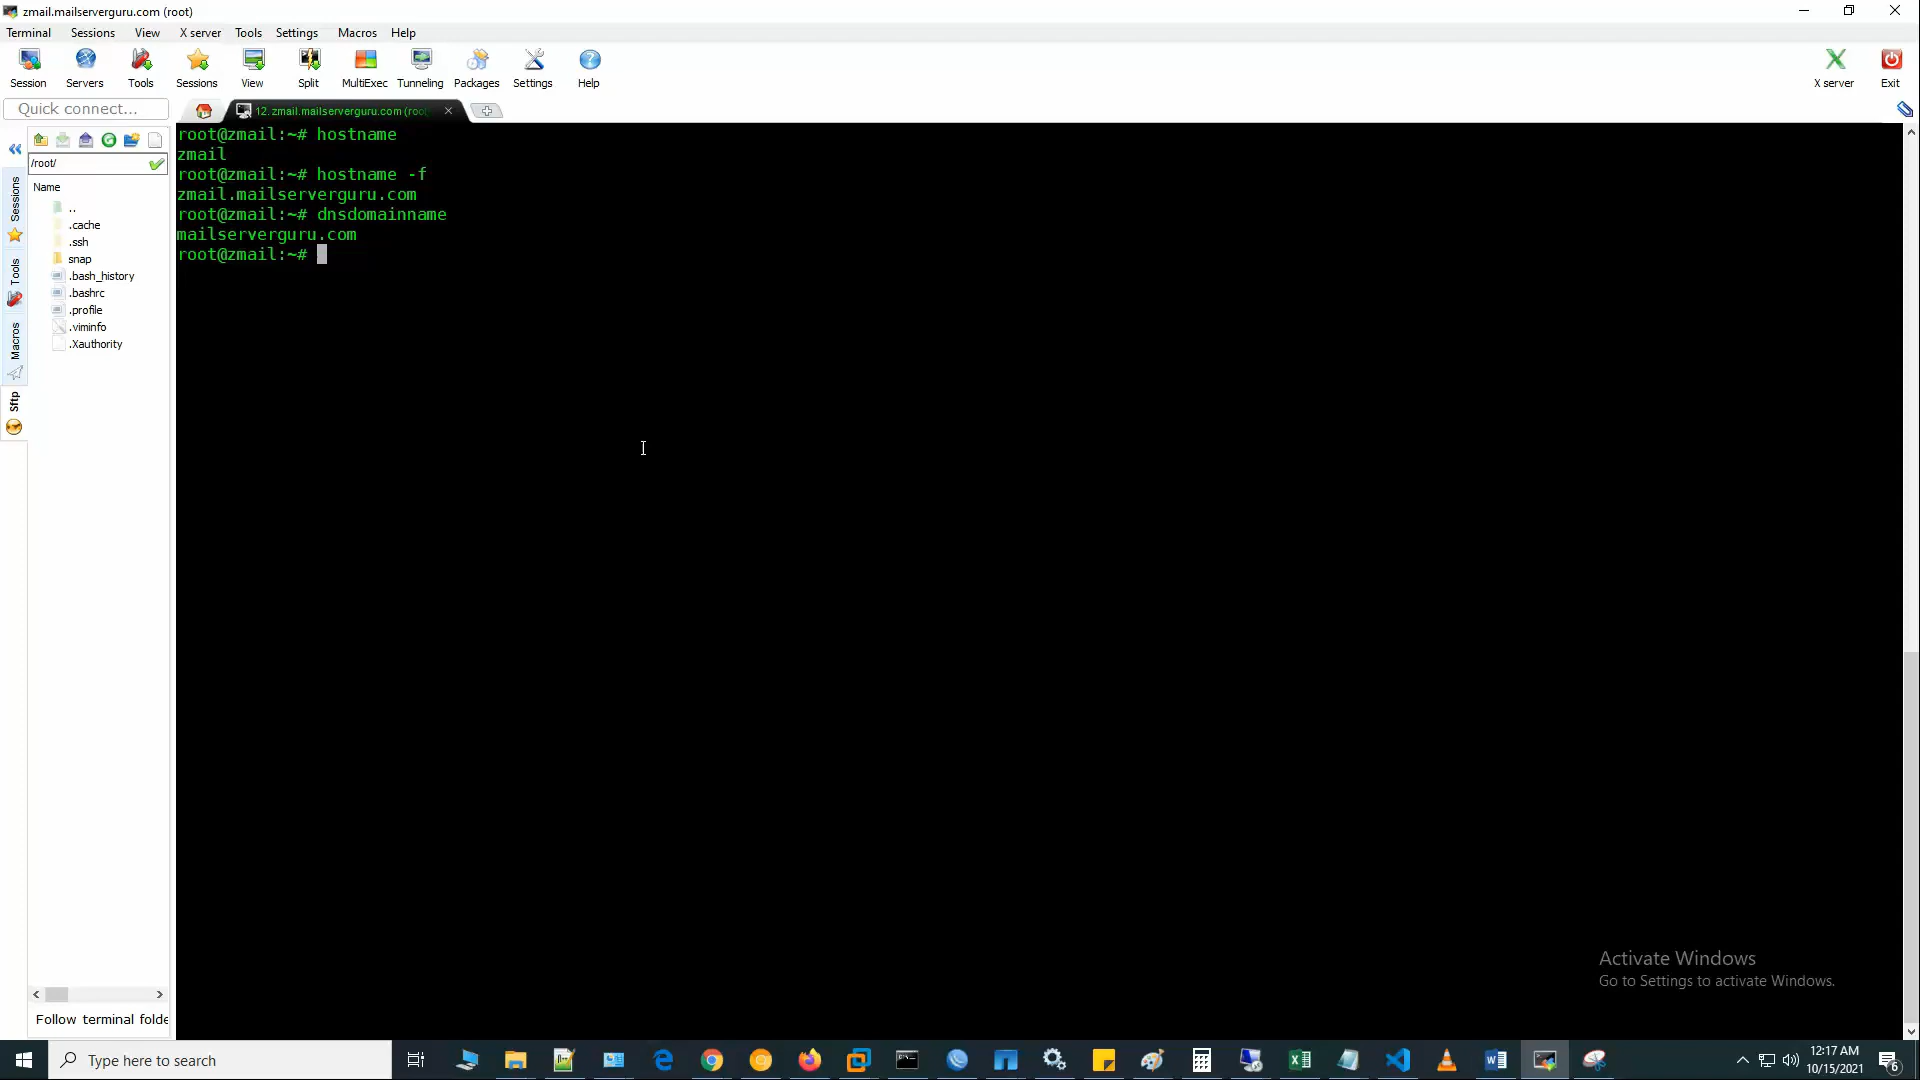 zmail.mailserverguru.com (root)
Terminal Sessions View X server Tools Settings Macros Help
Session Servers Tools Sessions View Split MultiExec Tunneling Packages Settings Help X server Exit
Quick connect...
12. zmail.mailserverguru.com (roo
/root/
Name
..
.cache
.ssh
snap
.bash_history
.bashrc
.profile
.viminfo
.Xauthority
Sessions
Tools
Macros
Sftp
root@zmail:~# hostname
zmail
root@zmail:~# hostname -f
zmail.mailserverguru.com
root@zmail:~# dnsdomainname
mailserverguru.com
root@zmail:~#
Activate Windows
Go to Settings to activate Windows.
Follow terminal folde
Type here to search
12:17 AM
10/15/2021
6